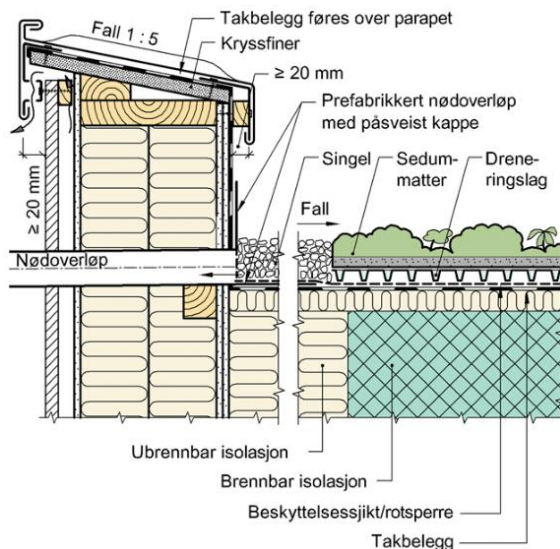 Fall 1 : 5
Takbelegg føres over parapet
Kryssfiner
≥ 20 mm
Prefabrikkert nødoverløp
med påsveist kappe
Singel
Sedum-
matter
Drene-
ringslag
≥ 20 mm
Fall
Nødoverløp
Ubrennbar isolasjon
Brennbar isolasjon
Beskyttelsessjikt/rotsperre
Takbelegg